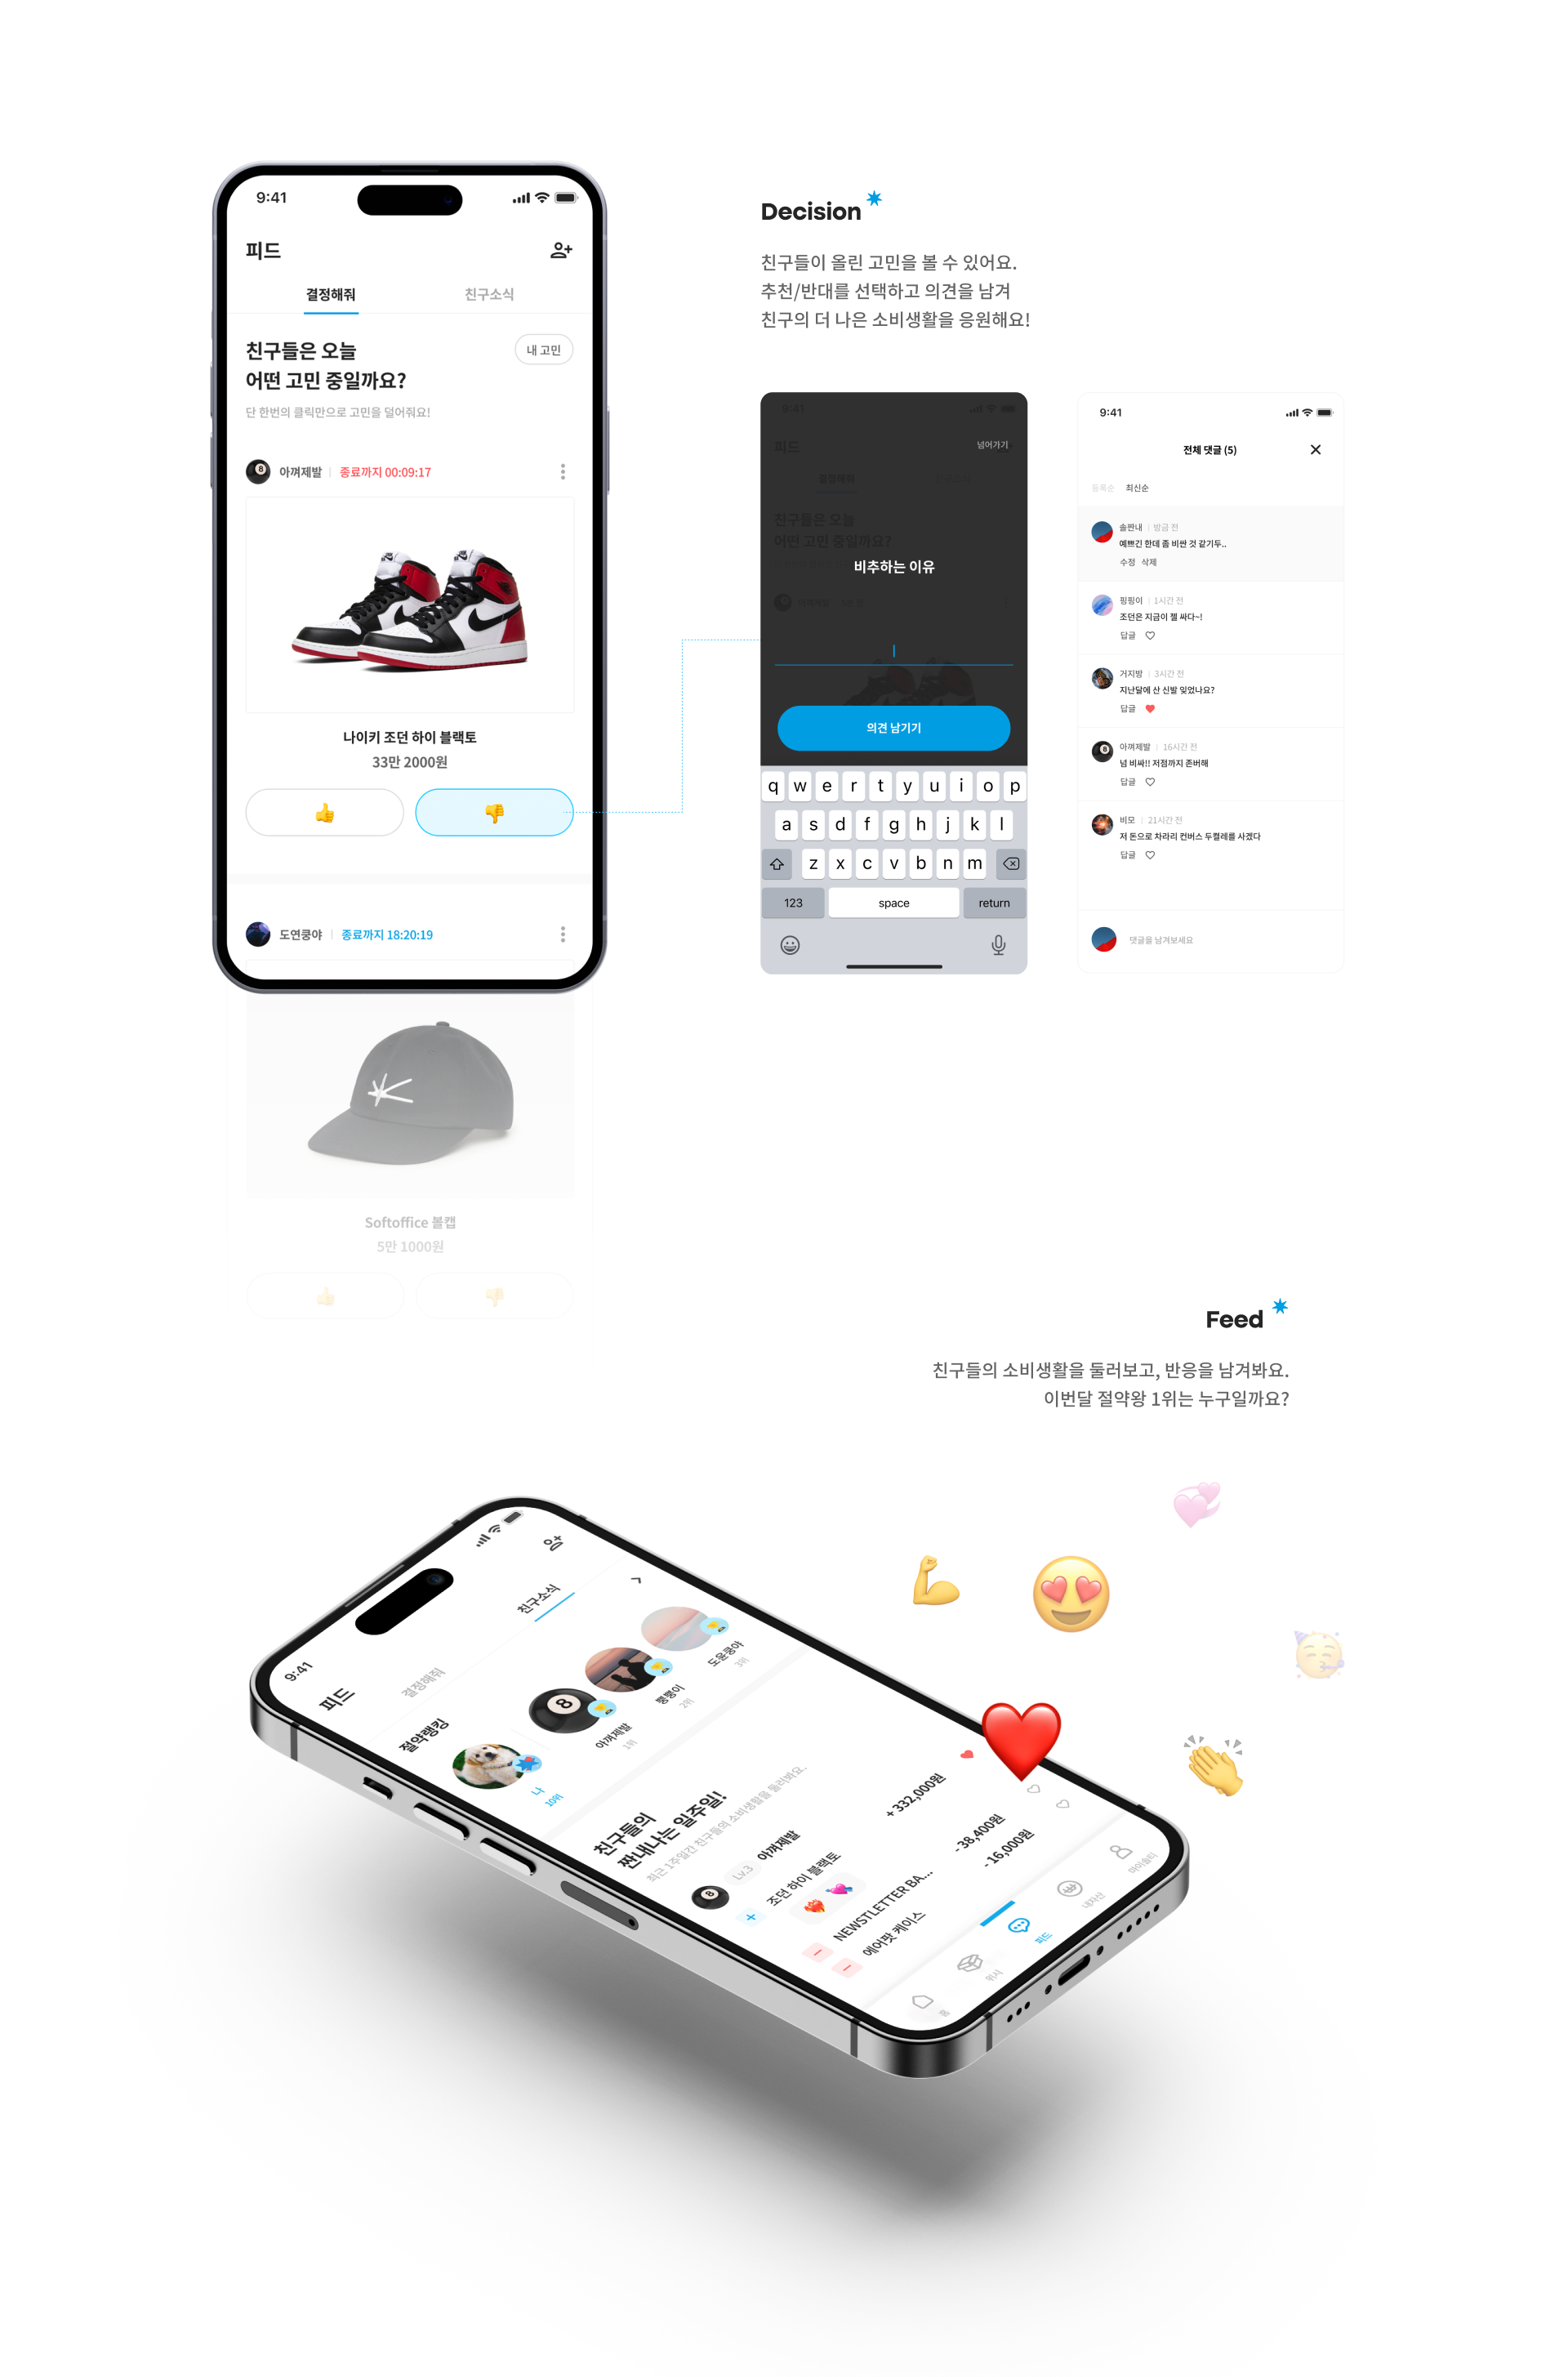 9:41
피드
결정해줘
친구소식
친구들은 오늘
어떤 고민 중일까요?
내 고민
단 한번의 클릭만으로 고민을 덜어줘요!
아껴제발
종료까지 00:09:17
나이키 조던 하이 블랙토
33만 2000원
도연쿵야
종료까지 18:20:19
Softoffice 볼캡
5만 1000원
Decision
친구들이 올린 고민을 볼 수 있어요.
추천/반대를 선택하고 의견을 남겨
친구의 더 나은 소비생활을 응원해요!
9:41
피드
넘어가기
결정해줘
친구소식
친구들은 오늘
어떤 고민 중일까요?
비추하는 이유
의견 남기기
q w e r t y u i o p
a s d f g h j k l
z x c v b n m
123
space
return
9:41
전체 댓글 (5)
등록순
최신순
솔짠내
방금 전
예쁘긴 한데 좀 비싼 것 같기두..
수정 삭제
핑핑이
1시간 전
조던은 지금이 젤 싸다~!
답글
거지방
3시간 전
지난달에 산 신발 잊었나요?
답글
아껴제발
16시간 전
넘 비싸!! 저점까지 존버해
답글
비모
21시간 전
저 돈으로 차라리 컨버스 두켤레를 사겠다
답글
댓글을 남겨보세요
Feed
친구들의 소비생활을 둘러보고, 반응을 남겨봐요.
이번달 절약왕 1위는 누구일까요?
9:41
피드
결정해줘
친구소식
절약랭킹
나
10위
아껴제발
1위
뿡뿡이
2위
도윤쿵야
3위
친구들의
짠내나는 일주일!
최근 1주일간 친구들의 소비생활을 둘러봐요.
8
Lv.3
아껴제발
조던 하이 블랙토
+ 332,000원
NEWSTLETTER BA...
- 38,400원
에어팟 케이스
- 16,000원
홈
위시
피드
내자산
마이솔티